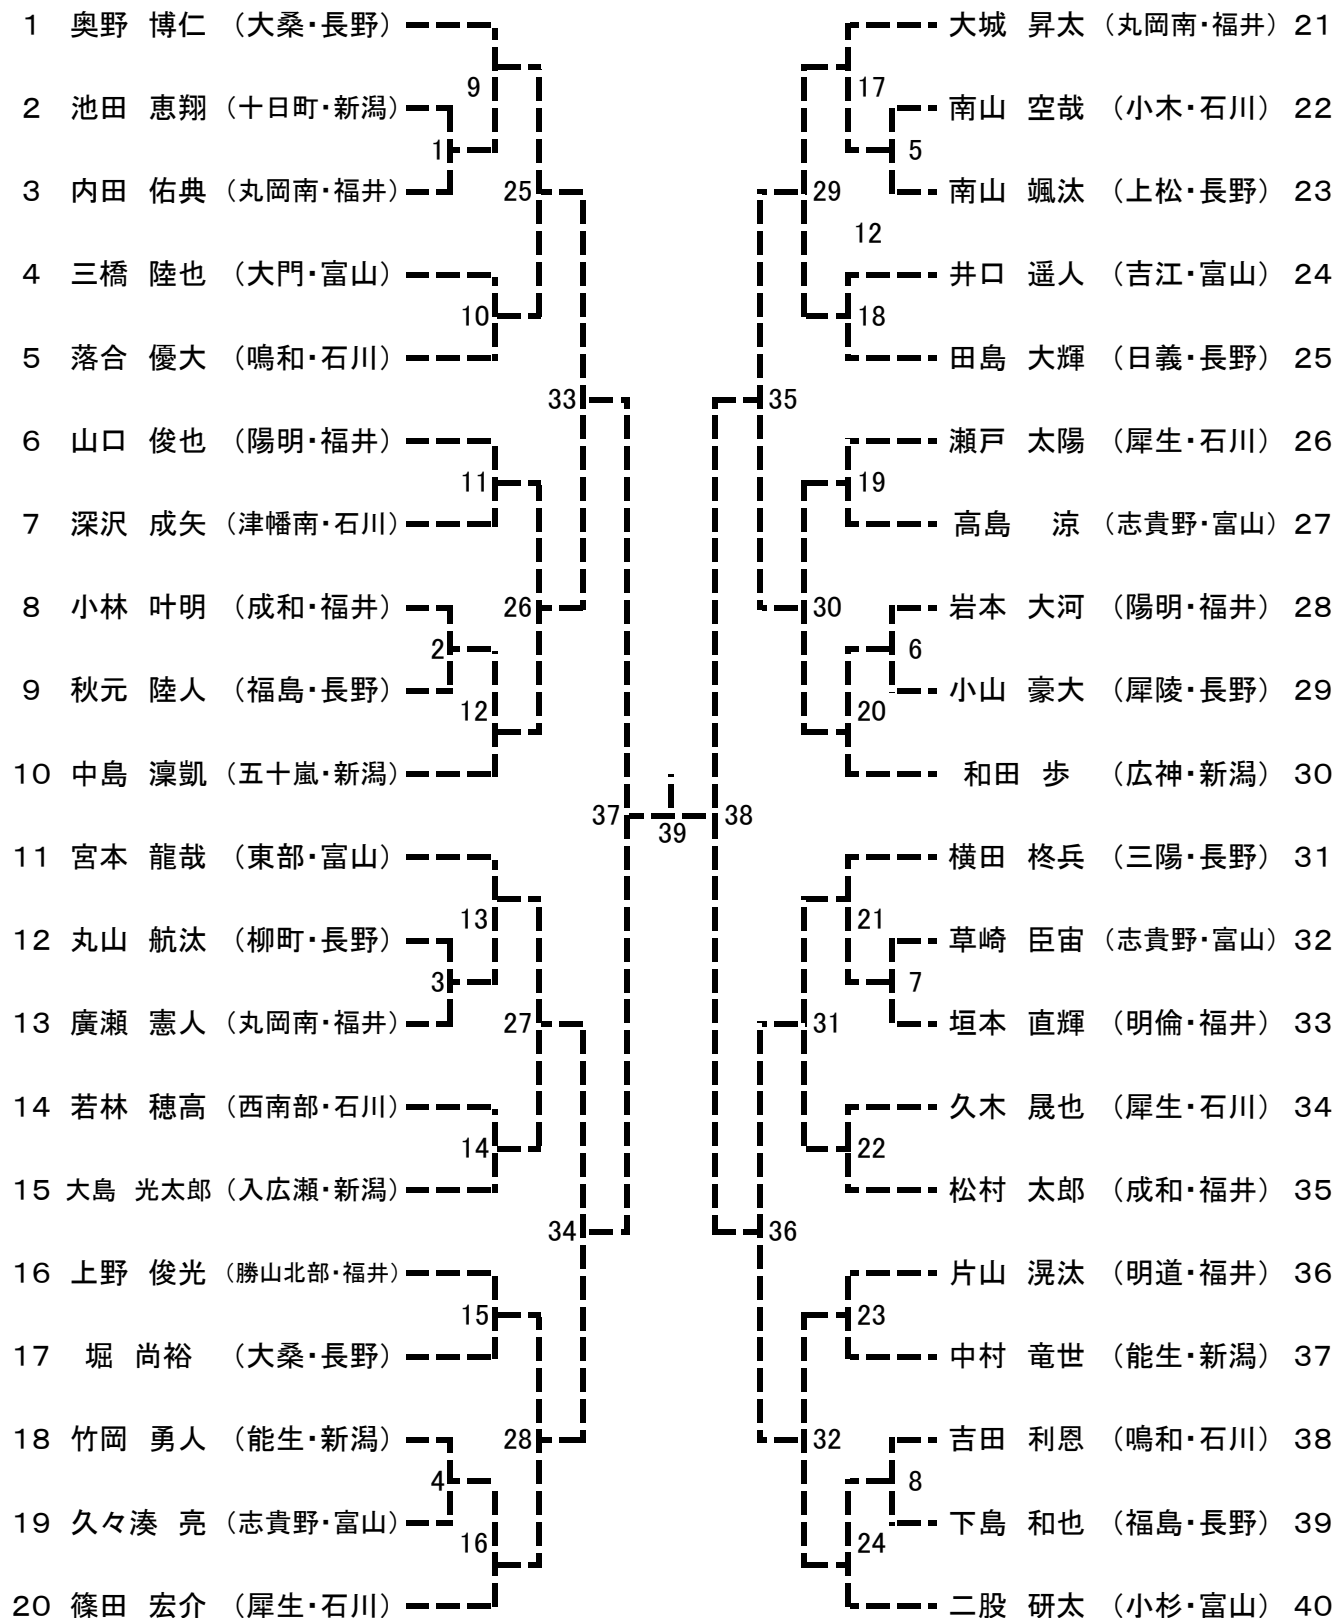 1 奥野 博仁 （大桑・長野）
9
2 池田 恵翔 （十日町・新潟）
1
3 内田 佑典 （丸岡南・福井）
25
4 三橋 陸也 （大門・富山）
10
5 落合 優大 （鳴和・石川）
33
6 山口 俊也 （陽明・福井）
11
7 深沢 成矢 （津幡南・石川）
8 小林 叶明 （成和・福井）
26
2
9 秋元 陸人 （福島・長野）
12
10 中島 澟凱 （五十嵐・新潟）
37
39
11 宮本 龍哉 （東部・富山）
13
12 丸山 航汰 （柳町・長野）
3
13 廣瀬 憲人 （丸岡南・福井）
27
14 若林 穂高 （西南部・石川）
14
15 大島 光太郎 （入広瀬・新潟）
34
16 上野 俊光 （勝山北部・福井）
15
17 堀 尚裕 （大桑・長野）
18 竹岡 勇人 （能生・新潟）
28
4
19 久々湊 亮 （志貴野・富山）
16
20 篠田 宏介 （犀生・石川）
大城 昇太 （丸岡南・福井） 21
17
南山 空哉 （小木・石川） 22
5
29
南山 颯汰 （上松・長野） 23
12
井口 遥人 （吉江・富山） 24
18
田島 大輝 （日義・長野） 25
35
瀬戸 太陽 （犀生・石川） 26
19
高島 涼 （志貴野・富山） 27
30
岩本 大河 （陽明・福井） 28
6
小山 豪大 （犀陵・長野） 29
20
和田 歩 （広神・新潟） 30
38
横田 柊兵 （三陽・長野） 31
21
草崎 臣宙 （志貴野・富山） 32
7
31
垣本 直輝 （明倫・福井） 33
久木 晟也 （犀生・石川） 34
22
松村 太郎 （成和・福井） 35
36
片山 滉汰 （明道・福井） 36
23
中村 竜世 （能生・新潟） 37
32
吉田 利恩 （鳴和・石川） 38
8
下島 和也 （福島・長野） 39
24
二股 研太 （小杉・富山） 40